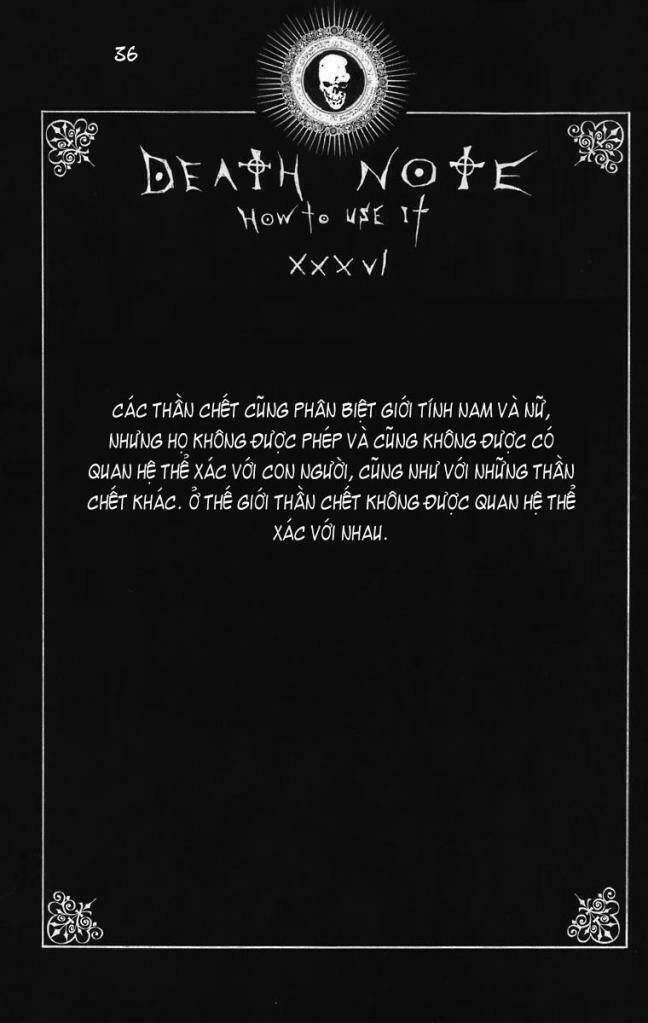 36
DEATH NOTE
HOW TO USE IT
XXXVI
CÁC THẦN CHẾT CŨNG PHÂN BIỆT GIỚI TÍNH NAM VÀ NỮ,
NHƯNG HỌ KHÔNG ĐƯỢC PHÉP VÀ CŨNG KHÔNG ĐƯỢC CÓ
QUAN HỆ THỂ XÁC VỚI CON NGƯỜI, CŨNG NHƯ VỚI NHỮNG THẦN
CHẾT KHÁC. Ở THẾ GIỚI THẦN CHẾT KHÔNG ĐƯỢC QUAN HỆ THỂ
XÁC VỚI NHAU.